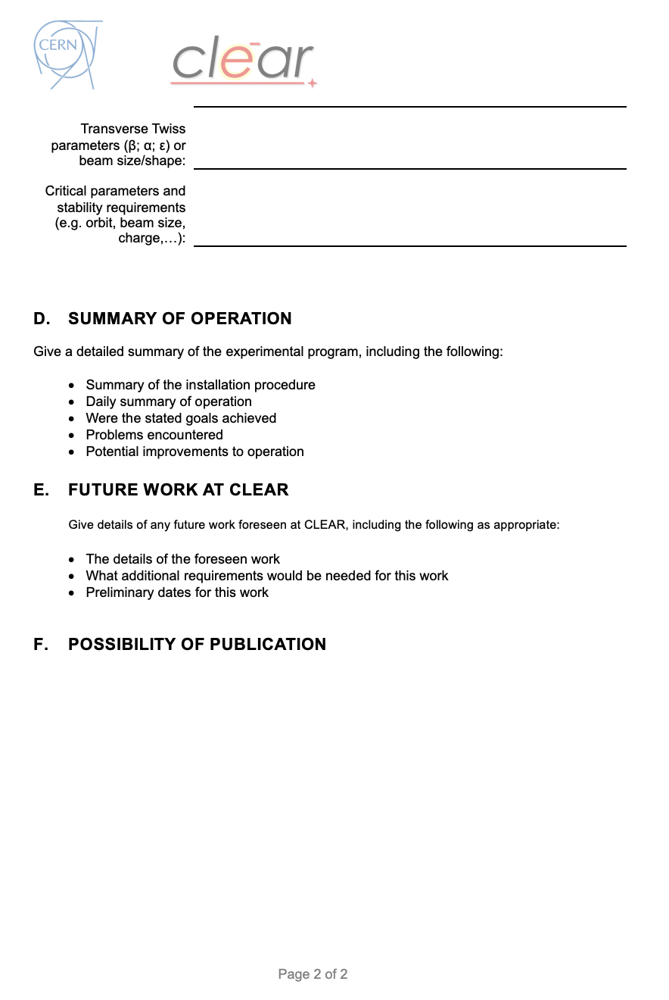 CERN
clear
Transverse Twiss
parameters (β; α; ε) or
beam size/shape:
Critical parameters and
stability requirements
(e.g. orbit, beam size,
charge,…):
D. SUMMARY OF OPERATION
Give a detailed summary of the experimental program, including the following:
• Summary of the installation procedure
• Daily summary of operation
• Were the stated goals achieved
• Problems encountered
• Potential improvements to operation
E. FUTURE WORK AT CLEAR
Give details of any future work foreseen at CLEAR, including the following as appropriate:
• The details of the foreseen work
• What additional requirements would be needed for this work
• Preliminary dates for this work
F. POSSIBILITY OF PUBLICATION
Page 2 of 2